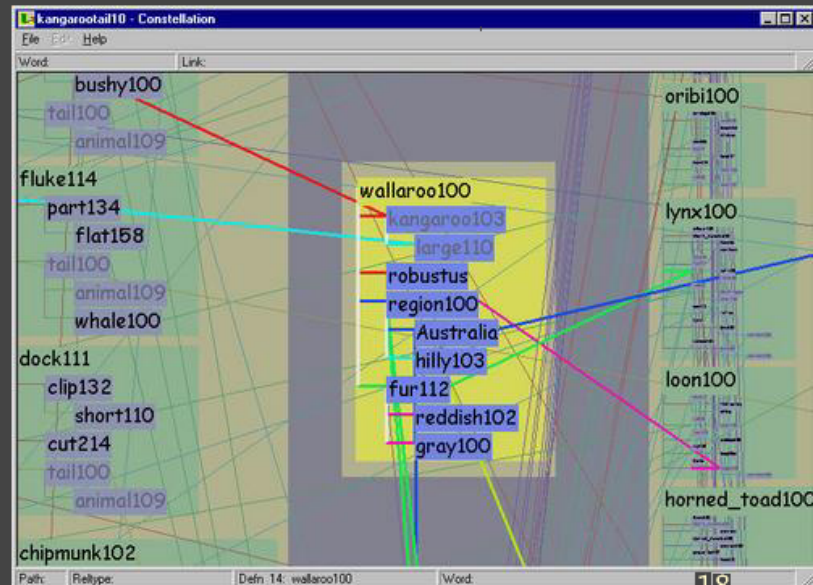 kangarootail10 - Constellation
File Edit Help
Word: Link:
bushy100
tail100
animal109
fluke114
part134
flat158
tail100
animal109
whale100
dock111
clip132
short110
cut214
tail100
animal109
chipmunk102
wallaroo100
kangaroo103
large110
robustus
region100
Australia
hilly103
fur112
reddish102
gray100
oribi100
lynx100
loon100
horned_toad100
Path: Reltype: Defn 14: wallaroo100 Word: